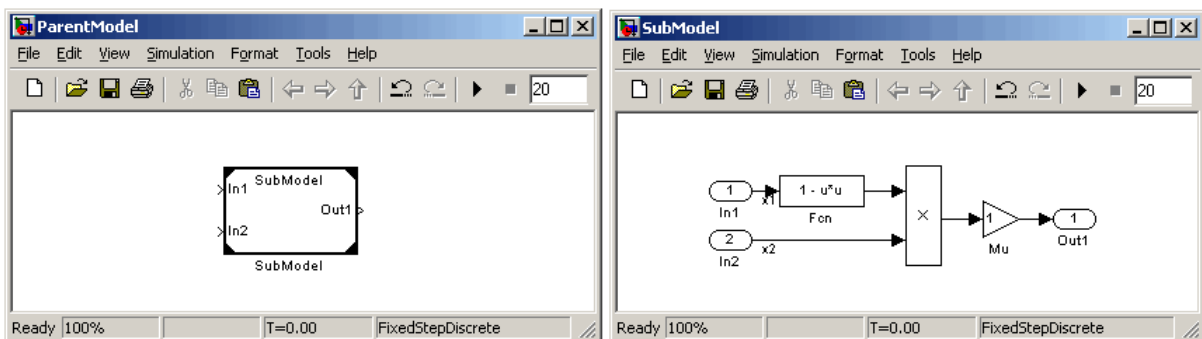 ParentModel
File Edit View Simulation Format Tools Help
20
SubModel
In1
Out1
In2
SubModel
Ready 100% T=0.00 FixedStepDiscrete
SubModel
File Edit View Simulation Format Tools Help
20
1
In1
x1
1 - u*u
Fcn
2
In2
x2
×
1
Mu
1
Out1
Ready 100% T=0.00 FixedStepDiscrete